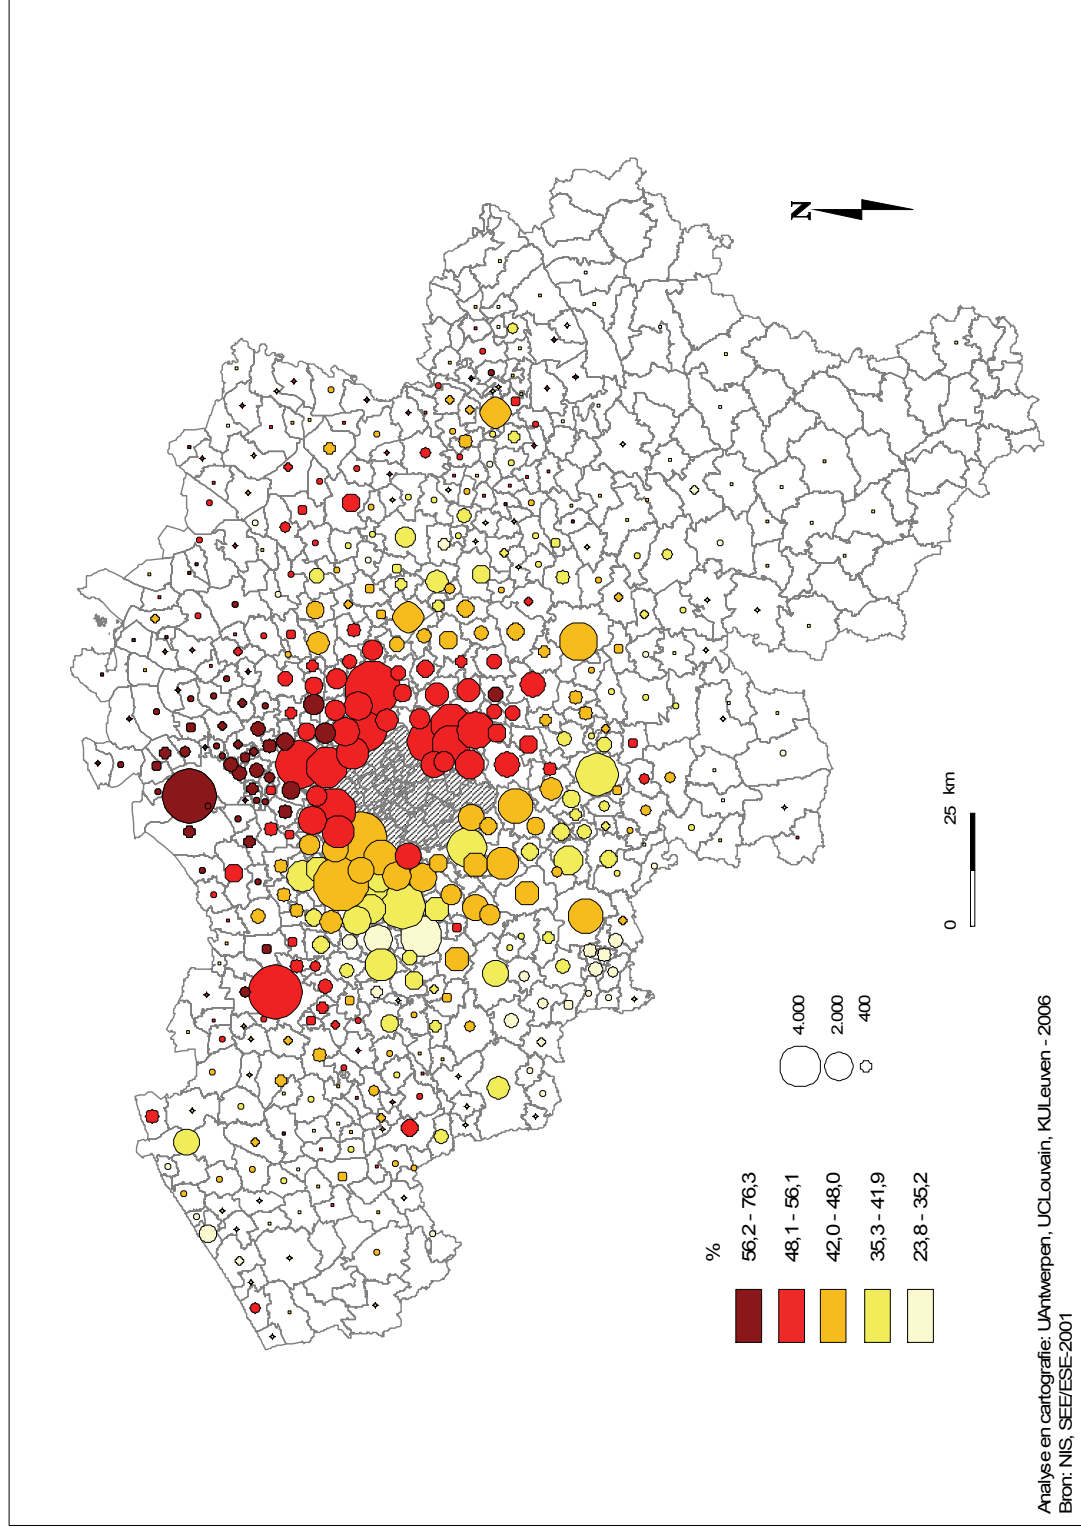 N
%
56,2 - 76,3
48,1 - 56,1
42,0 - 48,0
35,3 - 41,9
23,8 - 35,2
4.000
2.000
400
0 25 km
Analyse en cartografie: UAntwerpen, UCLouvain, KULeuven - 2006
Bron: NIS, SEE/ESE-2001